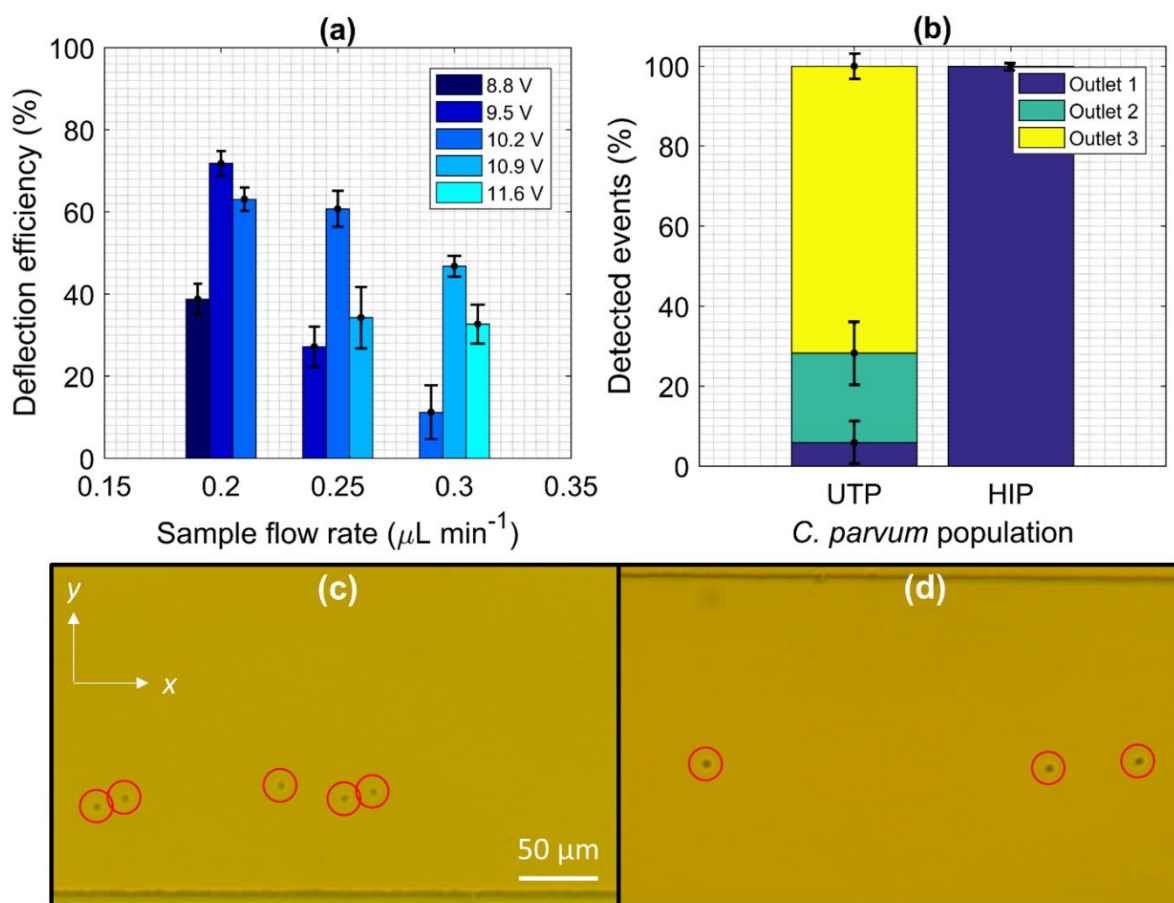 (a)
Deflection efficiency (%)
100
80
60
40
20
0
8.8 V
9.5 V
10.2 V
10.9 V
11.6 V
0.15
0.2
0.25
0.3
0.35
Sample flow rate (μL min⁻¹)
(b)
Detected events (%)
100
80
60
40
20
0
Outlet 1
Outlet 2
Outlet 3
UTP
HIP
C. parvum population
(c)
y
x
50 μm
(d)